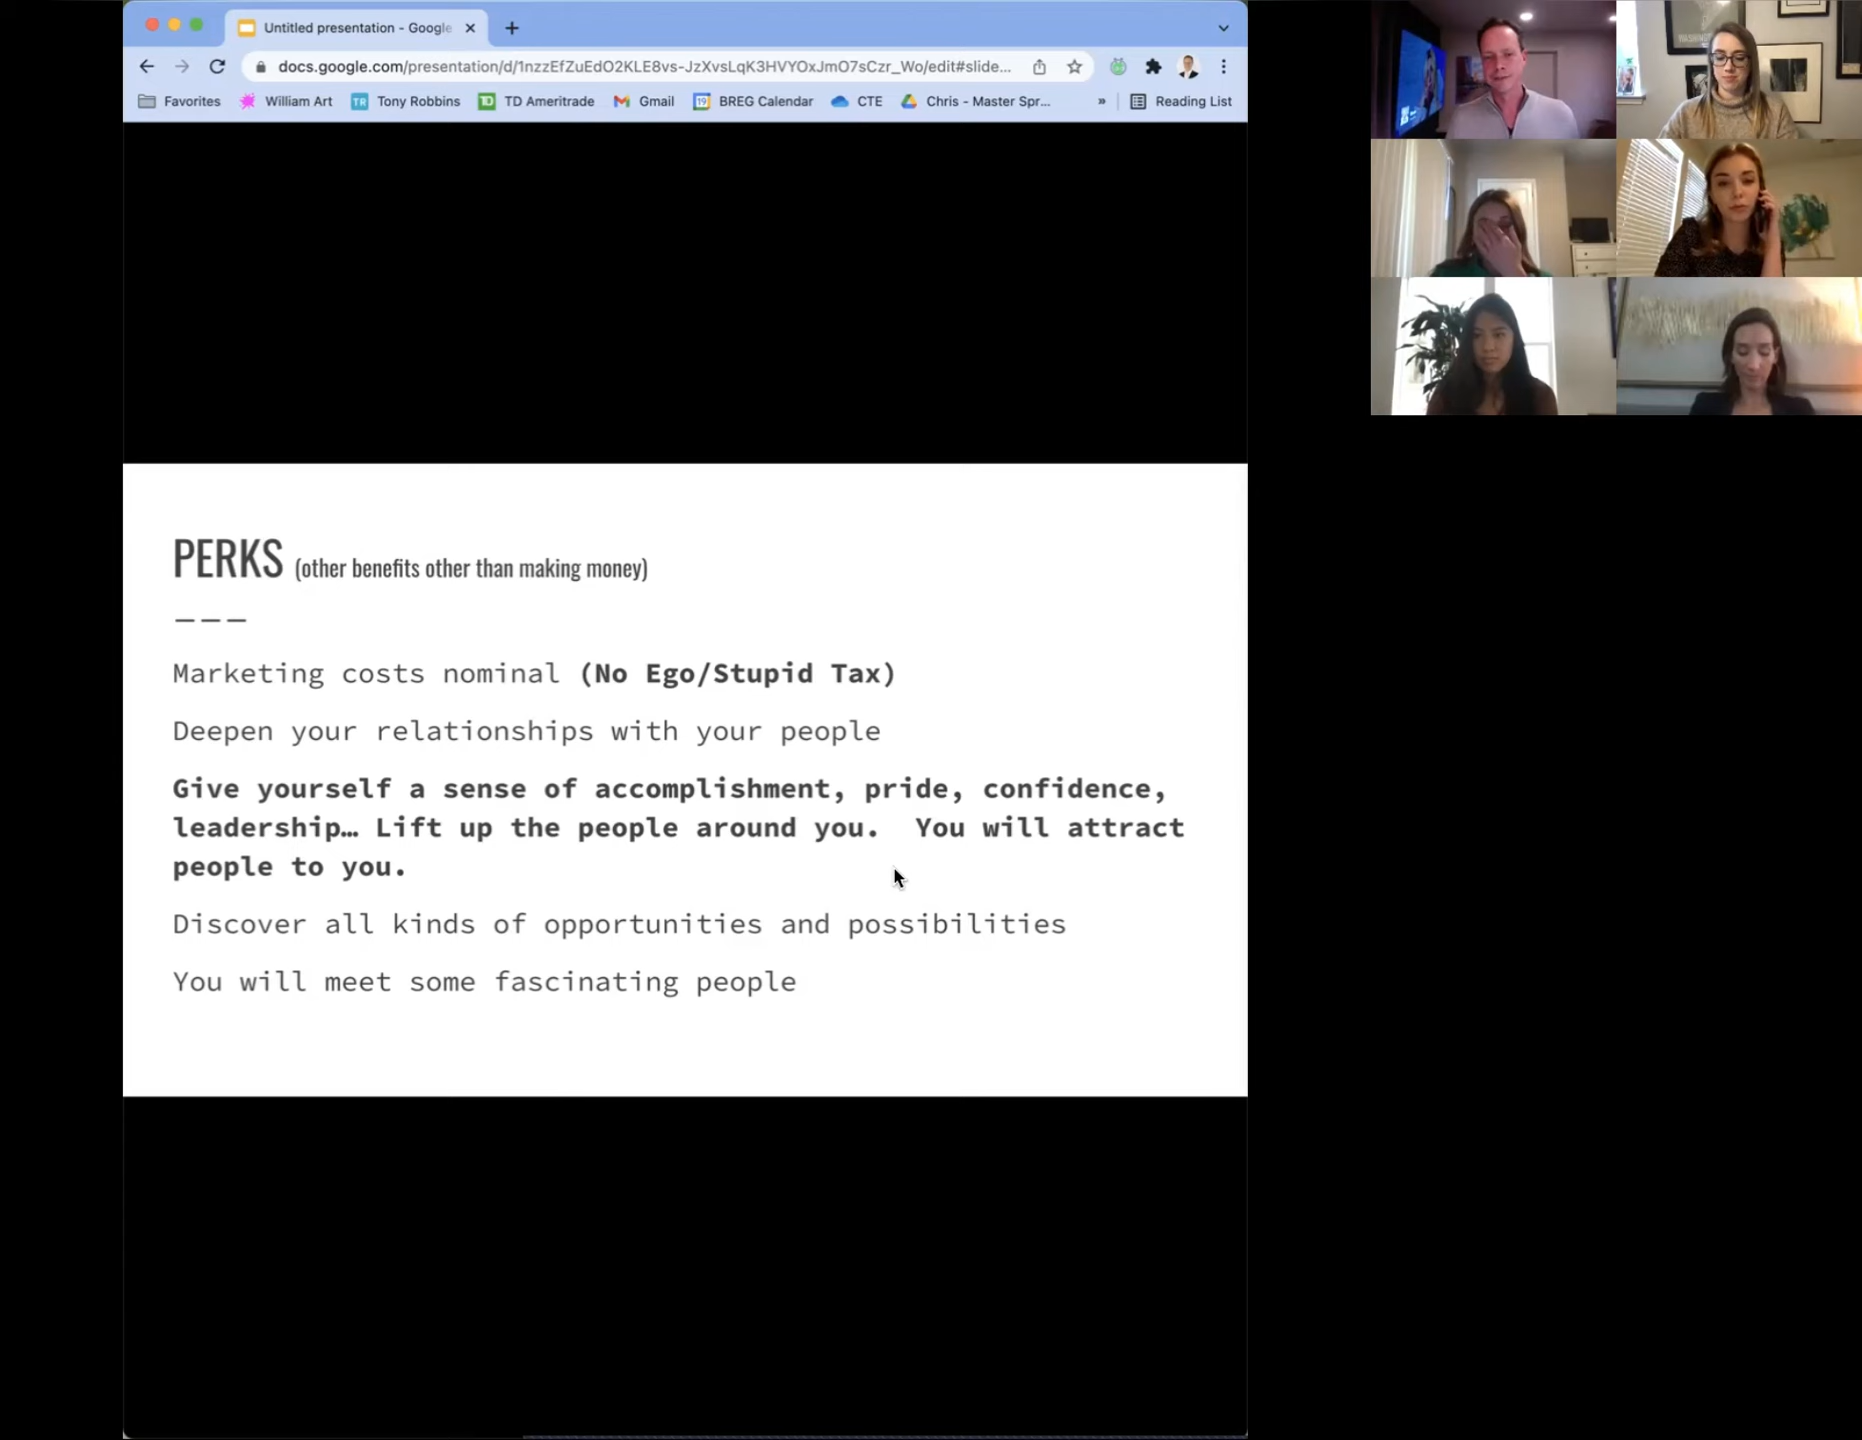 Untitled presentation - Google
docs.google.com/presentation/d/1nzzEfZuEdO2KLE8vs-JzXvsLqK3HVYOxJmO7sCzr_Wo/edit#slide...
Favorites William Art TR Tony Robbins TD TD Ameritrade Gmail 19 BREG Calendar CTE Chris - Master Spr... » Reading List
PERKS (other benefits other than making money)
Marketing costs nominal (No Ego/Stupid Tax)
Deepen your relationships with your people
Give yourself a sense of accomplishment, pride, confidence,
leadership… Lift up the people around you. You will attract
people to you.
Discover all kinds of opportunities and possibilities
You will meet some fascinating people